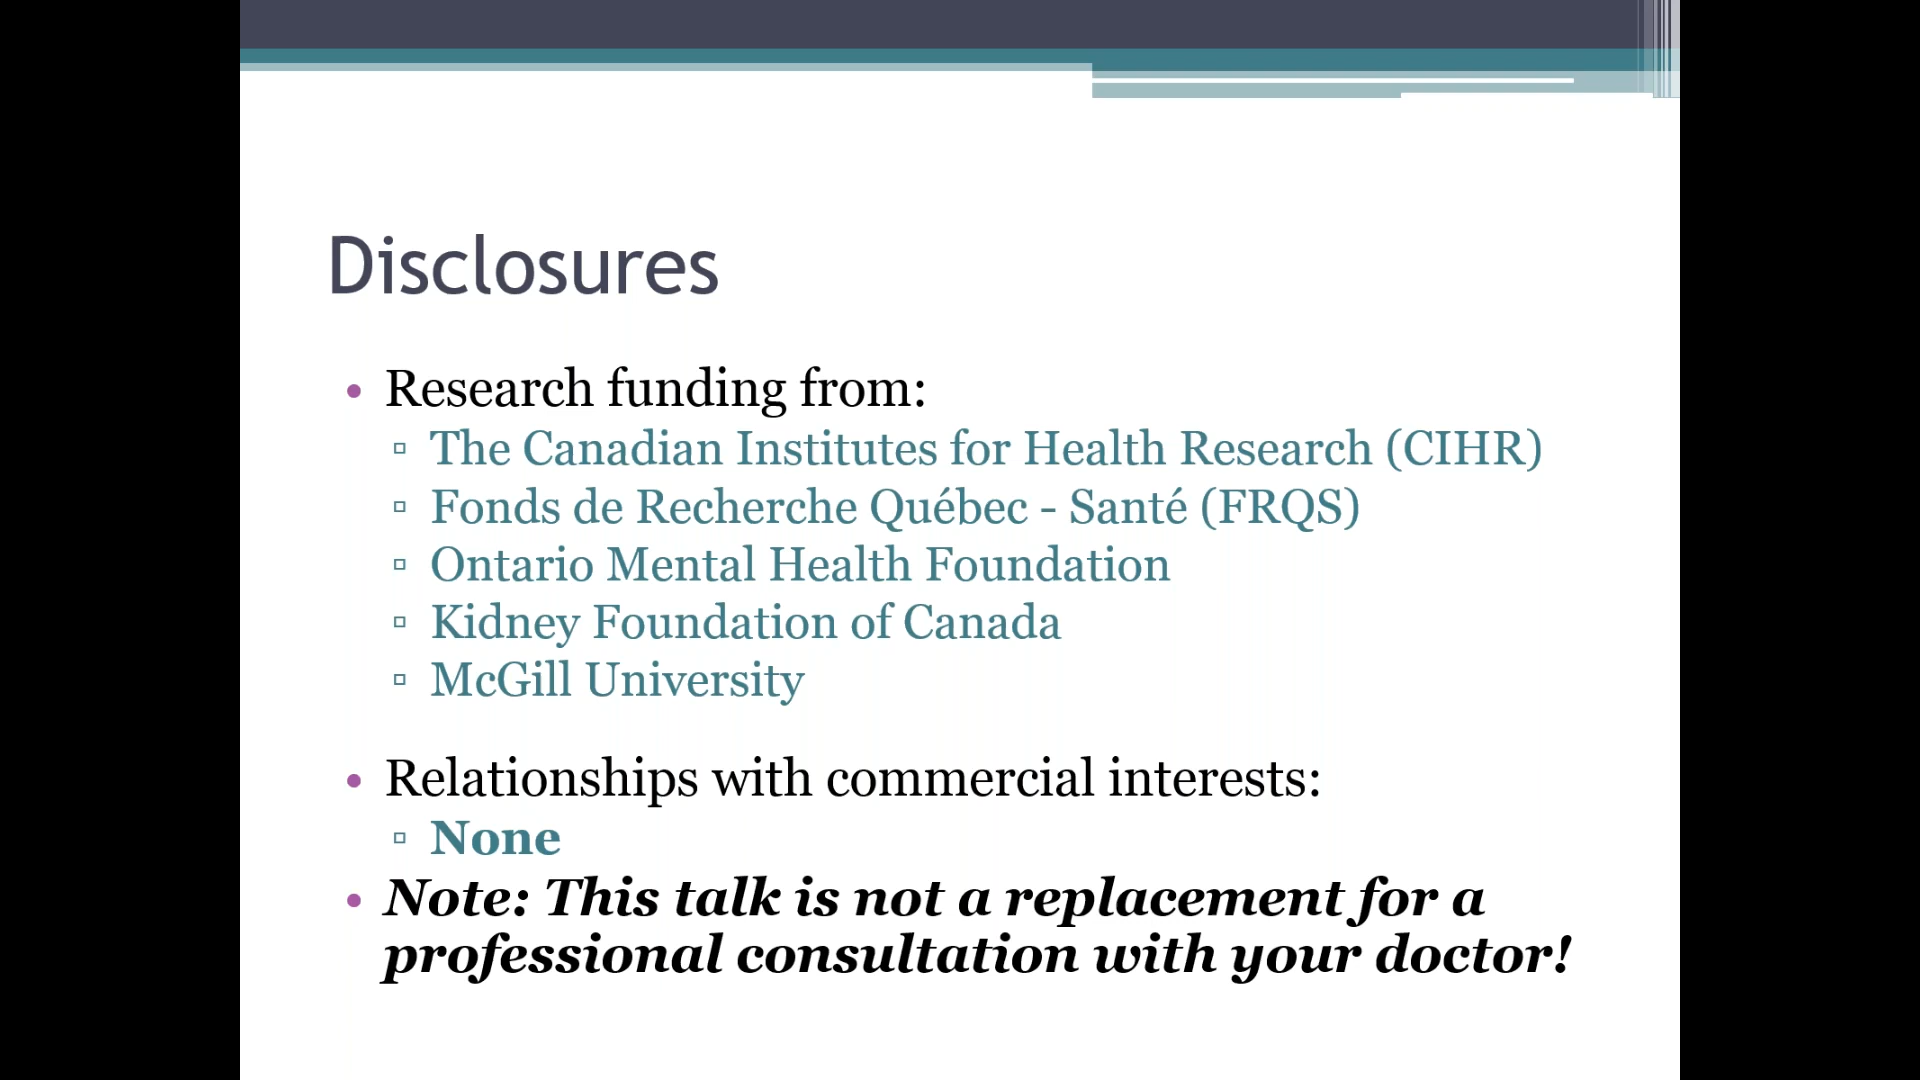 Disclosures
• Research funding from:
▫ The Canadian Institutes for Health Research (CIHR)
▫ Fonds de Recherche Québec - Santé (FRQS)
▫ Ontario Mental Health Foundation
▫ Kidney Foundation of Canada
▫ McGill University
• Relationships with commercial interests:
▫ None
• Note: This talk is not a replacement for a
professional consultation with your doctor!